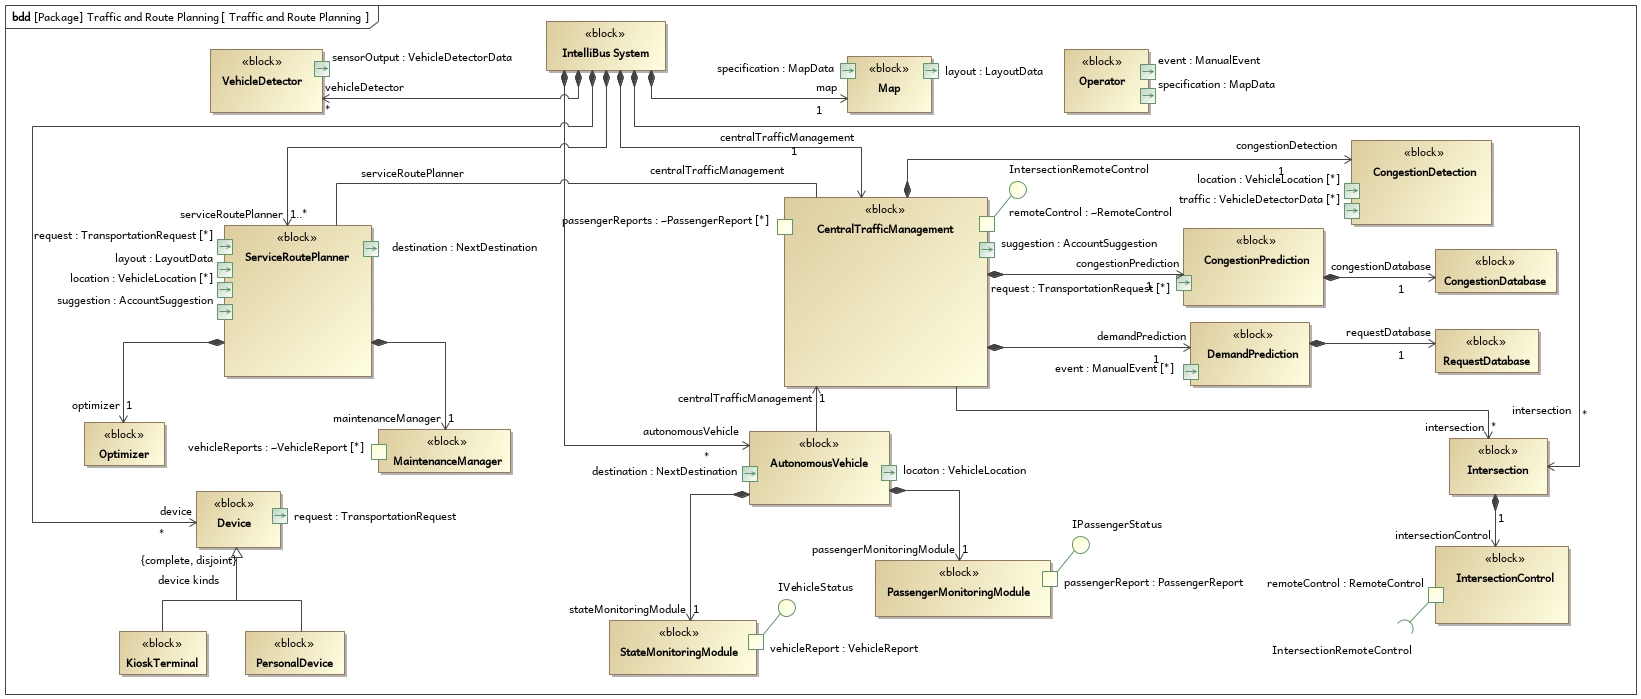 bdd [Package] Traffic and Route Planning [ Traffic and Route Planning ]
«block»
IntelliBus System
«block»
VehicleDetector
sensorOutput : VehicleDetectorData
vehicleDetector
*
specification : MapData
«block»
Map
layout : LayoutData
map
1
«block»
Operator
event : ManualEvent
specification : MapData
centralTrafficManagement
1
congestionDetection
1
«block»
CongestionDetection
location : VehicleLocation [*]
traffic : VehicleDetectorData [*]
serviceRoutePlanner
centralTrafficManagement
IntersectionRemoteControl
serviceRoutePlanner
1..*
passengerReports : ~PassengerReport [*]
«block»
CentralTrafficManagement
remoteControl : ~RemoteControl
suggestion : AccountSuggestion
request : TransportationRequest [*]
layout : LayoutData
location : VehicleLocation [*]
suggestion : AccountSuggestion
«block»
ServiceRoutePlanner
destination : NextDestination
congestionPrediction
1
request : TransportationRequest [*]
«block»
CongestionPrediction
congestionDatabase
1
«block»
CongestionDatabase
demandPrediction
1
event : ManualEvent [*]
«block»
DemandPrediction
requestDatabase
1
«block»
RequestDatabase
optimizer
1
«block»
Optimizer
maintenanceManager
1
vehicleReports : ~VehicleReport [*]
«block»
MaintenanceManager
centralTrafficManagement
1
autonomousVehicle
*
destination : NextDestination
«block»
AutonomousVehicle
locaton : VehicleLocation
intersection
*
intersection
*
«block»
Intersection
device
*
«block»
Device
request : TransportationRequest
{complete, disjoint}
device kinds
«block»
KioskTerminal
«block»
PersonalDevice
passengerMonitoringModule
1
IPassengerStatus
«block»
PassengerMonitoringModule
passengerReport : PassengerReport
stateMonitoringModule
1
IVehicleStatus
«block»
StateMonitoringModule
vehicleReport : VehicleReport
1
intersectionControl
«block»
IntersectionControl
remoteControl : RemoteControl
IntersectionRemoteControl